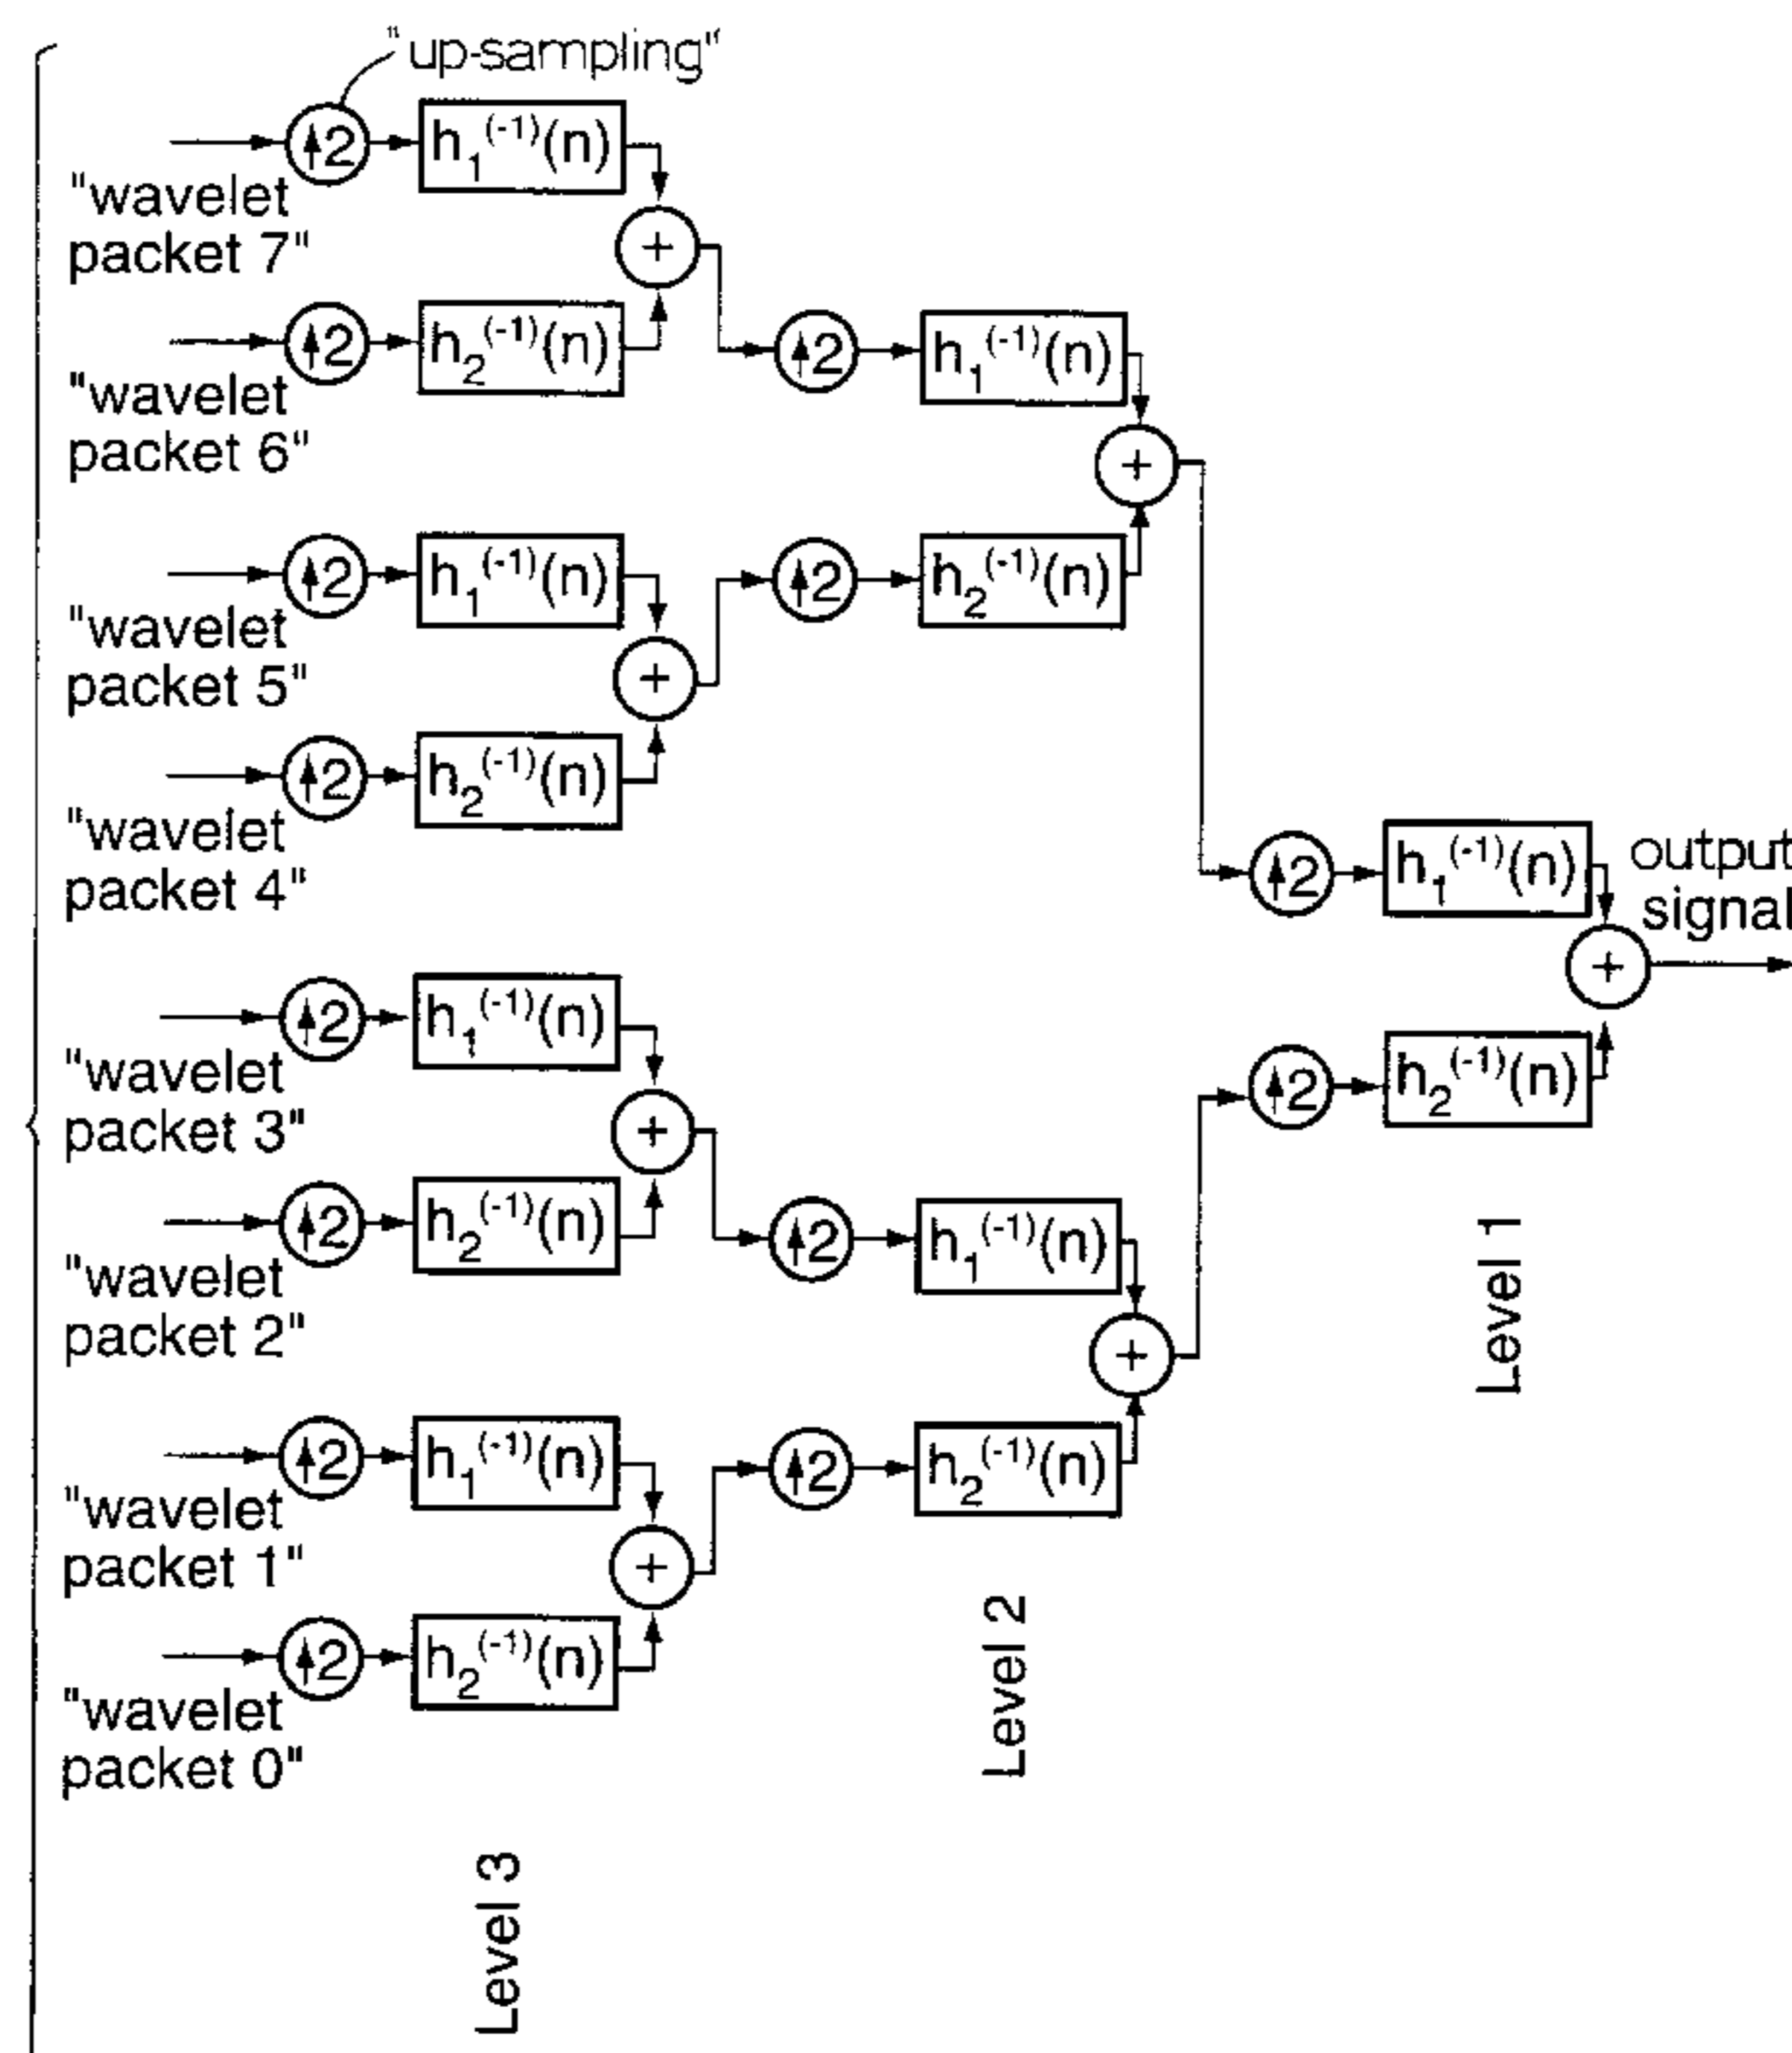 "up-sampling"
↑2
h₁⁽⁻¹⁾(n)
"wavelet
packet 7"
+
↑2
h₂⁽⁻¹⁾(n)
"wavelet
packet 6"
↑2
h₁⁽⁻¹⁾(n)
+
↑2
h₁⁽⁻¹⁾(n)
"wavelet
packet 5"
+
↑2
h₂⁽⁻¹⁾(n)
↑2
h₂⁽⁻¹⁾(n)
"wavelet
packet 4"
↑2
h₁⁽⁻¹⁾(n)
output
signal
+
↑2
h₁⁽⁻¹⁾(n)
"wavelet
packet 3"
↑2
h₂⁽⁻¹⁾(n)
+
↑2
h₂⁽⁻¹⁾(n)
"wavelet
packet 2"
↑2
h₁⁽⁻¹⁾(n)
+
Level 1
↑2
h₁⁽⁻¹⁾(n)
"wavelet
packet 1"
↑2
h₂⁽⁻¹⁾(n)
+
↑2
h₂⁽⁻¹⁾(n)
"wavelet
packet 0"
Level 2
Level 3